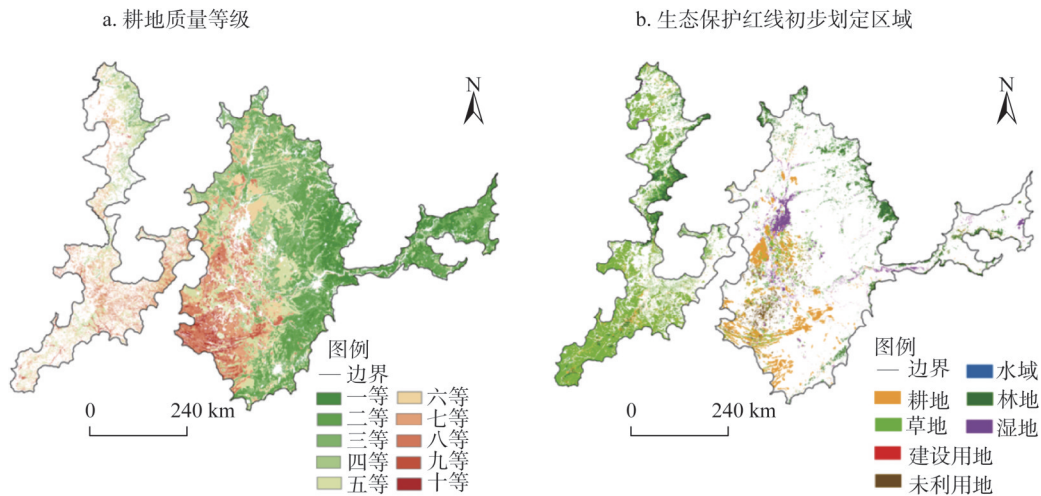 a. 耕地质量等级
b. 生态保护红线初步划定区域
N
图例
边界
一等
二等
三等
四等
五等
六等
七等
八等
九等
十等
0 240 km
N
图例
边界
耕地
草地
建设用地
未利用地
水域
林地
湿地
0 240 km